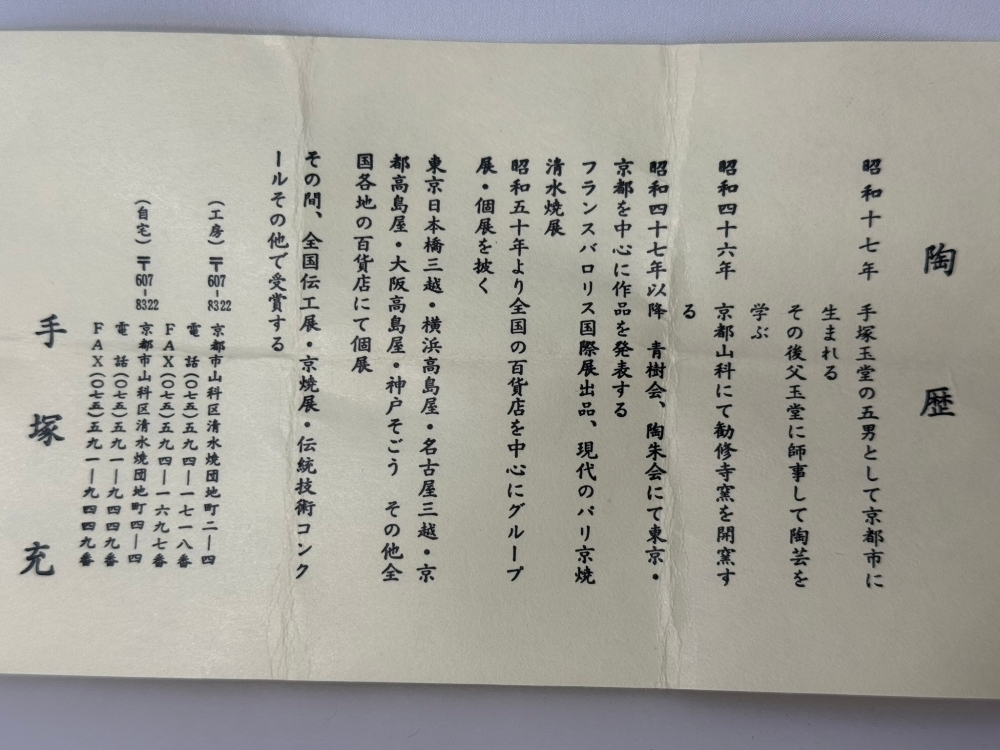 陶歴
昭和十七年 手塚玉堂の五男として京都市に
生まれる
その後父玉堂に師事して陶芸を
学ぶ
昭和四十六年 京都山科にて勧修寺窯を開窯す
る
昭和四十七年以降 青樹会、陶朱会にて東京・
京都を中心に作品を発表する
フランスバロリス国際展出品、現代のパリ京焼
清水焼展
昭和五十年より全国の百貨店を中心にグループ
展・個展を披く
東京日本橋三越・横浜高島屋・名古屋三越・京
都高島屋・大阪高島屋・神戸そごう その他全
国各地の百貨店にて個展
その間、全国伝工展・京焼展・伝統技術コンク
ールその他で受賞する
(工房)〒607-8322 京都市山科区清水焼団地町二―四
電 話(〇七五)五九四―一七一八番
FAX(〇七五)五九四―一六九七番
(自宅)〒607-8322 京都市山科区清水焼団地町四―四
電 話(〇七五)五九一―九四四九番
FAX(〇七五)五九一―九四四九番
手塚充